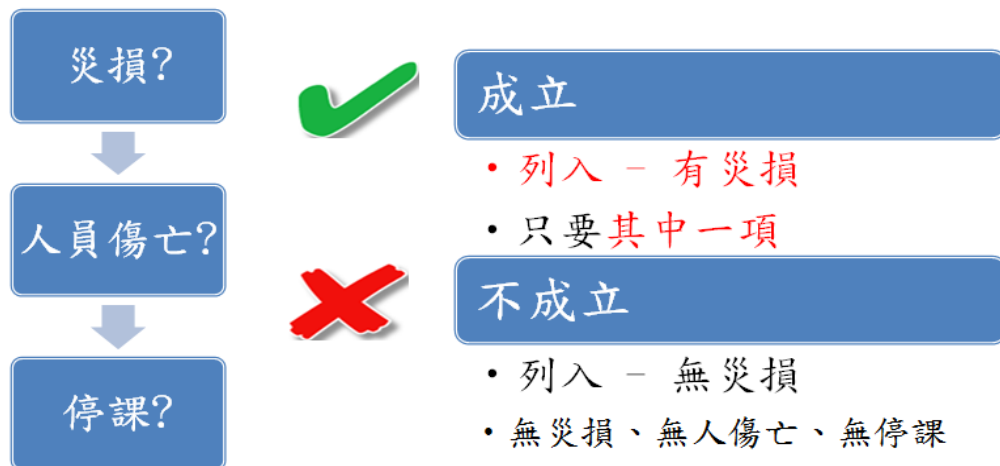 災損?
人員傷亡?
停課?
成立
• 列入 – 有災損
• 只要其中一項
不成立
• 列入 – 無災損
• 無災損、無人傷亡、無停課